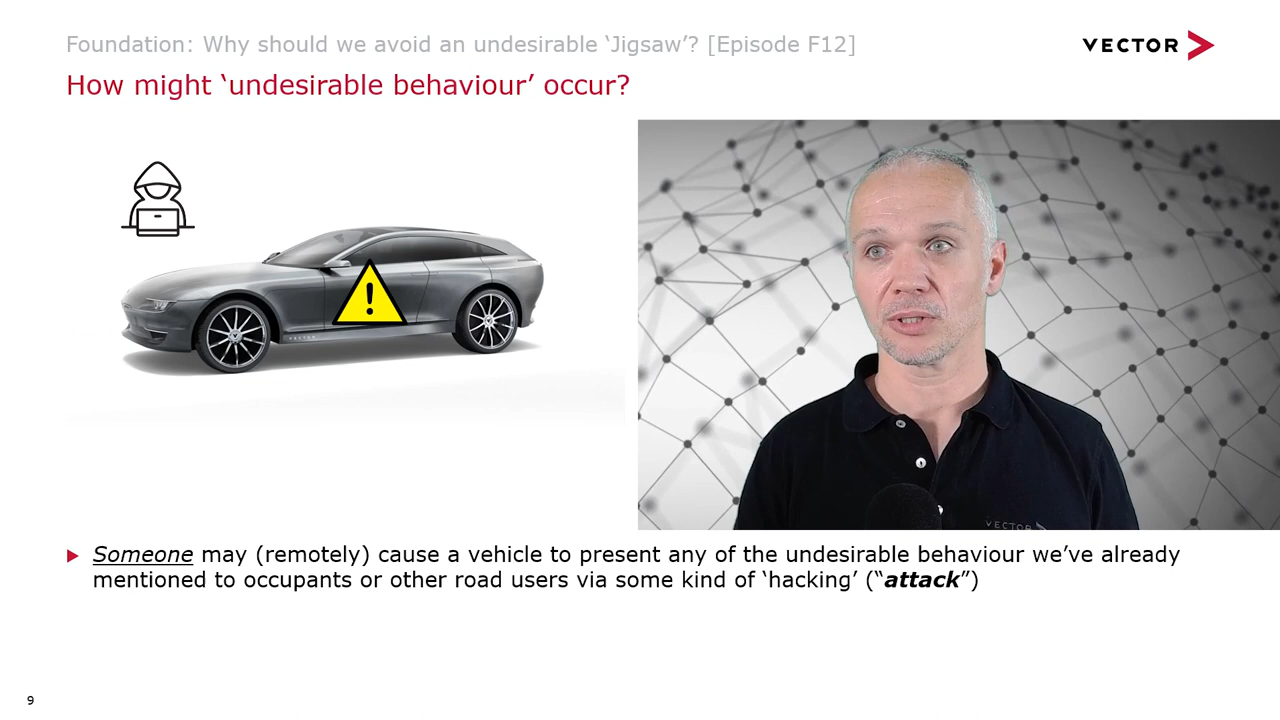 Foundation: Why should we avoid an undesirable ‘Jigsaw’? [Episode F12]
VECTOR
How might ‘undesirable behaviour’ occur?
!
VECTOR
VECTOR
Someone may (remotely) cause a vehicle to present any of the undesirable behaviour we’ve already
mentioned to occupants or other road users via some kind of ‘hacking’ (“attack”)
9